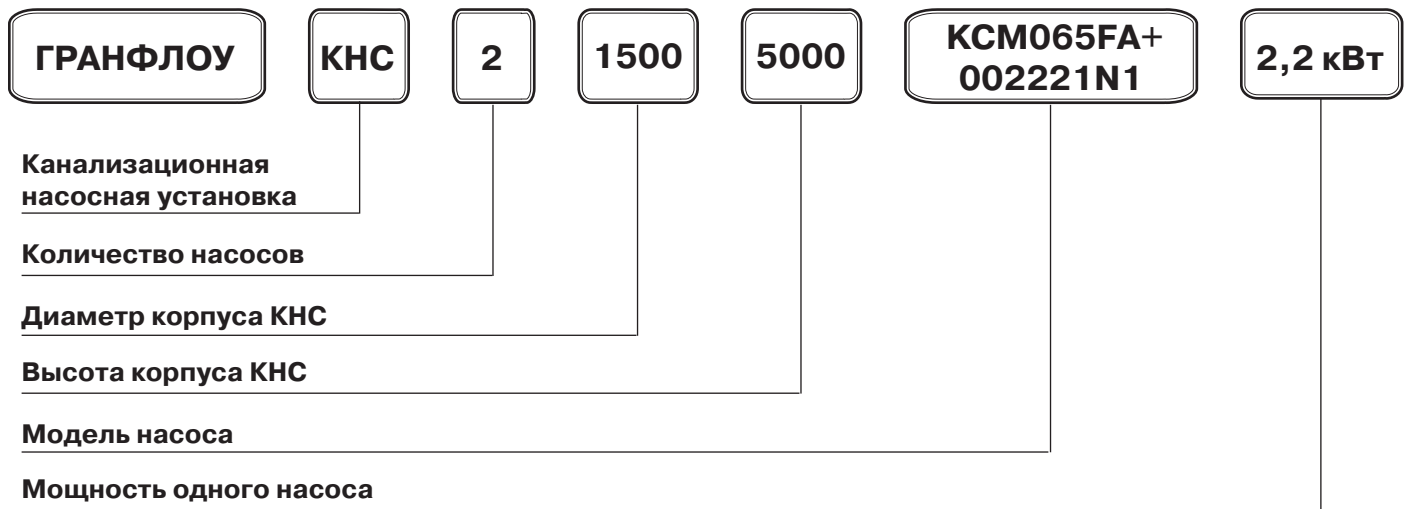 ГРАНФЛОУ КНС 2 1500 5000 KCM065FA+ 2,2 кВт
002221N1
Канализационная
насосная установка
Количество насосов
Диаметр корпуса КНС
Высота корпуса КНС
Модель насоса
Мощность одного насоса